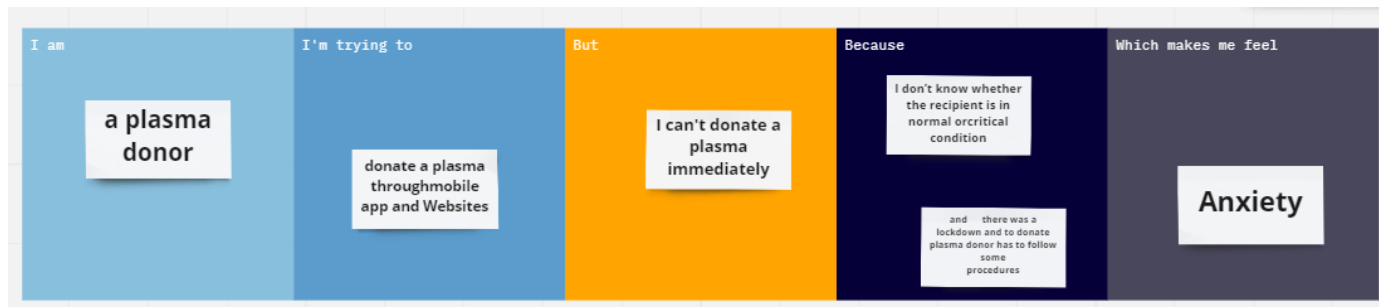 I am
a plasma
donor
I'm trying to
donate a plasma
throughmobile
app and Websites
But
I can't donate a
plasma
immediately
Because
I don't know whether
the recipient is in
normal orcritical
condition
and there was a
lockdown and to donate
plasma donor has to follow
some
procedures
Which makes me feel
Anxiety